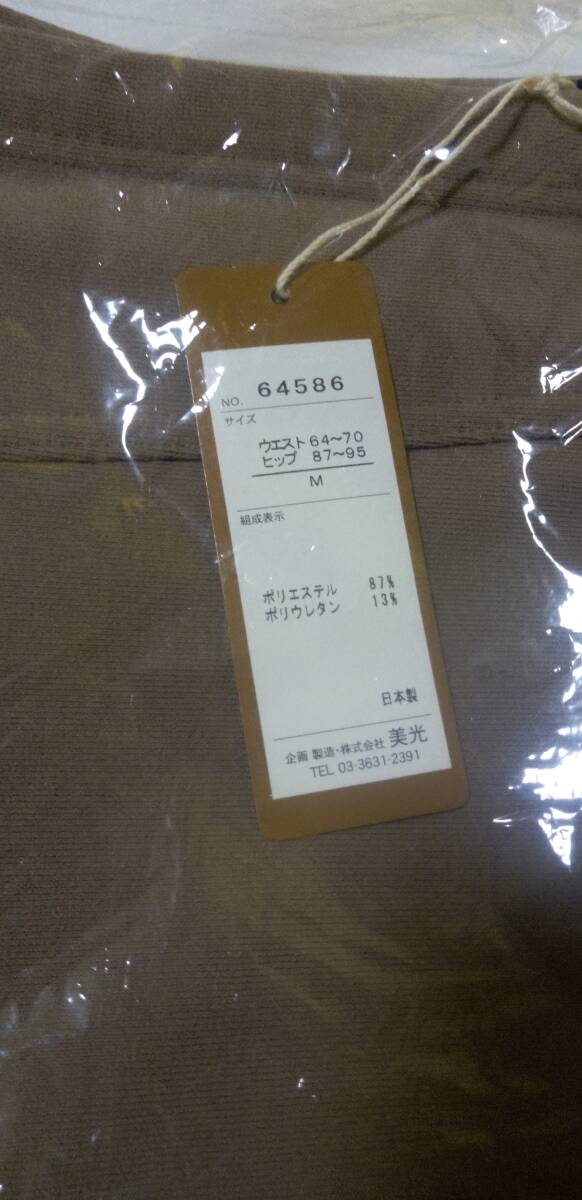 NO. 64586
サイズ
ウエスト 64〜70
ヒップ 87〜95
M
組成表示
ポリエステル 87%
ポリウレタン 13%
日本製
企画 製造・株式会社 美光
TEL 03-3631-2391